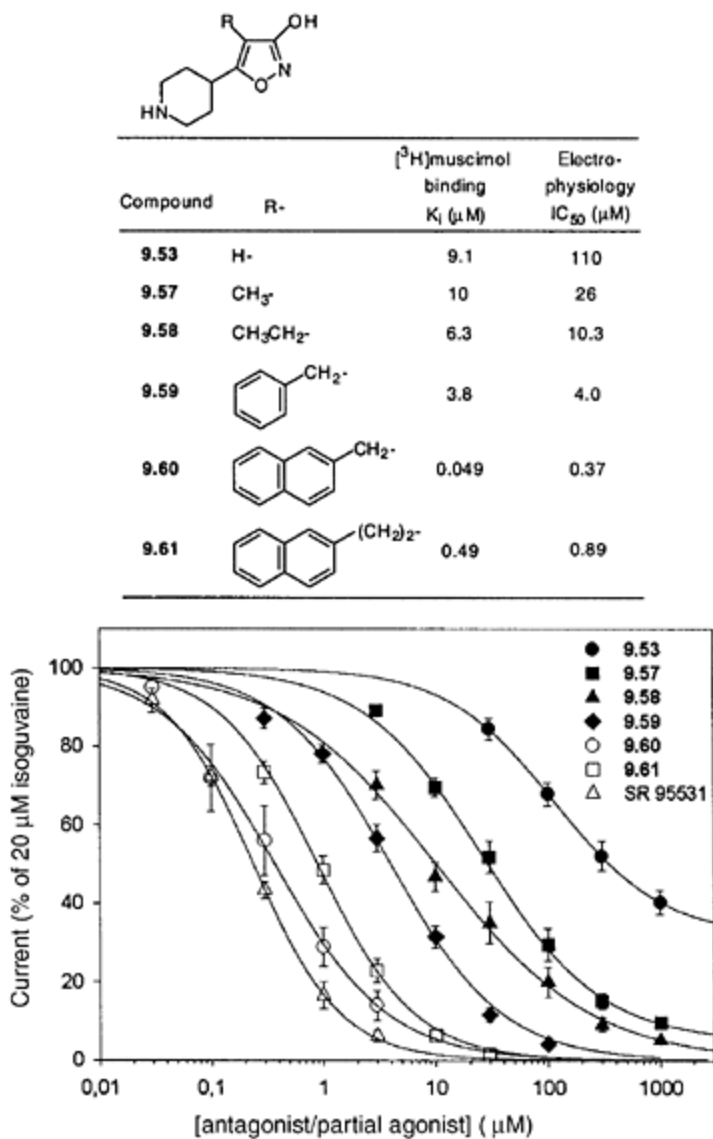 R
OH
N
O
HN
[³H]muscimol Electro-
binding physiology
Compound R- Kᵢ (μM) IC₅₀ (μM)
9.53 H- 9.1 110
9.57 CH₃- 10 26
9.58 CH₃CH₂- 6.3 10.3
9.59 CH₂- 3.8 4.0
9.60 CH₂- 0.049 0.37
9.61 (CH₂)₂- 0.49 0.89
Current (% of 20 μM isoguvaine)
100
80
60
40
20
0
9.53
9.57
9.58
9.59
9.60
9.61
SR 95531
0,01 0,1 1 10 100 1000
[antagonist/partial agonist] ( μM)